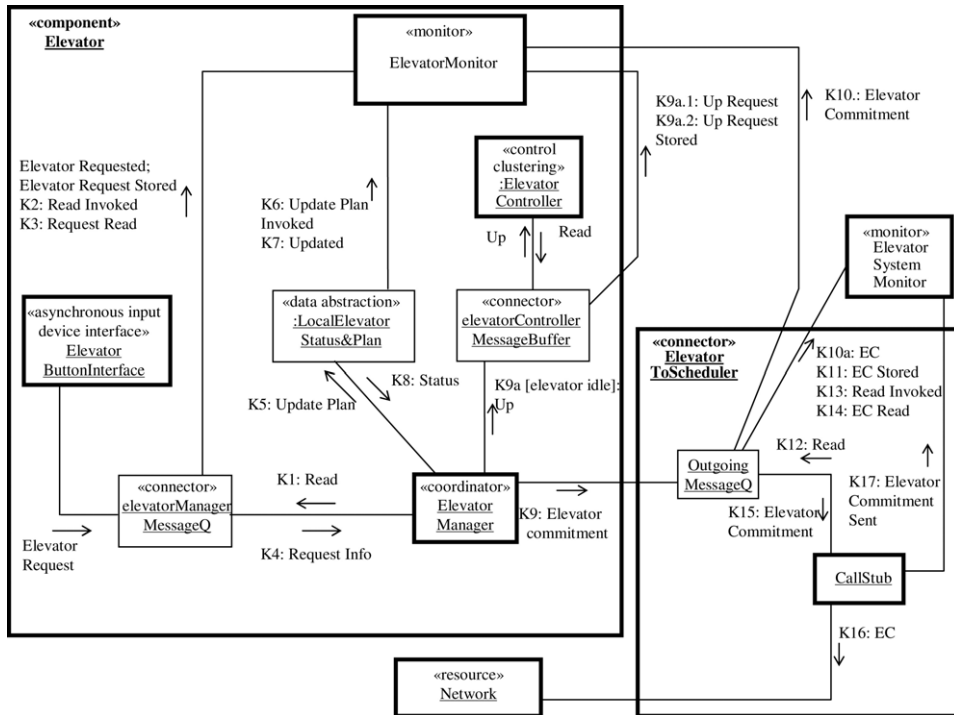 «component»
Elevator
«monitor»
ElevatorMonitor
K10.: Elevator
Commitment
K9a.1: Up Request
K9a.2: Up Request
Stored
«control
clustering»
:Elevator
Controller
Elevator Requested;
Elevator Request Stored
K2: Read Invoked
K3: Request Read
K6: Update Plan
Invoked
K7: Updated
Up
Read
«monitor»
Elevator
System
Monitor
«asynchronous input
device interface»
Elevator
ButtonInterface
«data abstraction»
:LocalElevator
Status&Plan
«connector»
elevatorController
MessageBuffer
«connector»
Elevator
ToScheduler
K10a: EC
K11: EC Stored
K13: Read Invoked
K14: EC Read
K8: Status
K5: Update Plan
K9a [elevator idle]:
Up
K12: Read
K1: Read
«connector»
elevatorManager
MessageQ
«coordinator»
Elevator
Manager
Outgoing
MessageQ
K17: Elevator
Commitment
Sent
K9: Elevator
commitment
K15: Elevator
Commitment
Elevator
Request
K4: Request Info
CallStub
K16: EC
«resource»
Network